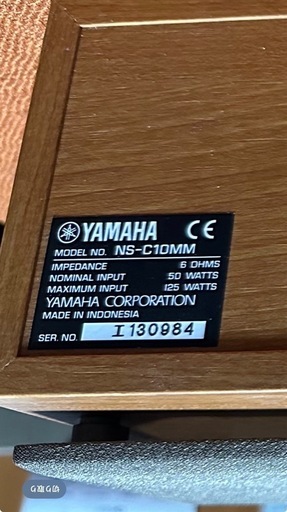 YAMAHA CE
MODEL NO. NS-C10MM
IMPEDANCE 6 OHMS
NOMINAL INPUT 50 WATTS
MAXIMUM INPUT 125 WATTS
YAMAHA CORPORATION
MADE IN INDONESIA
SER. NO. I130984